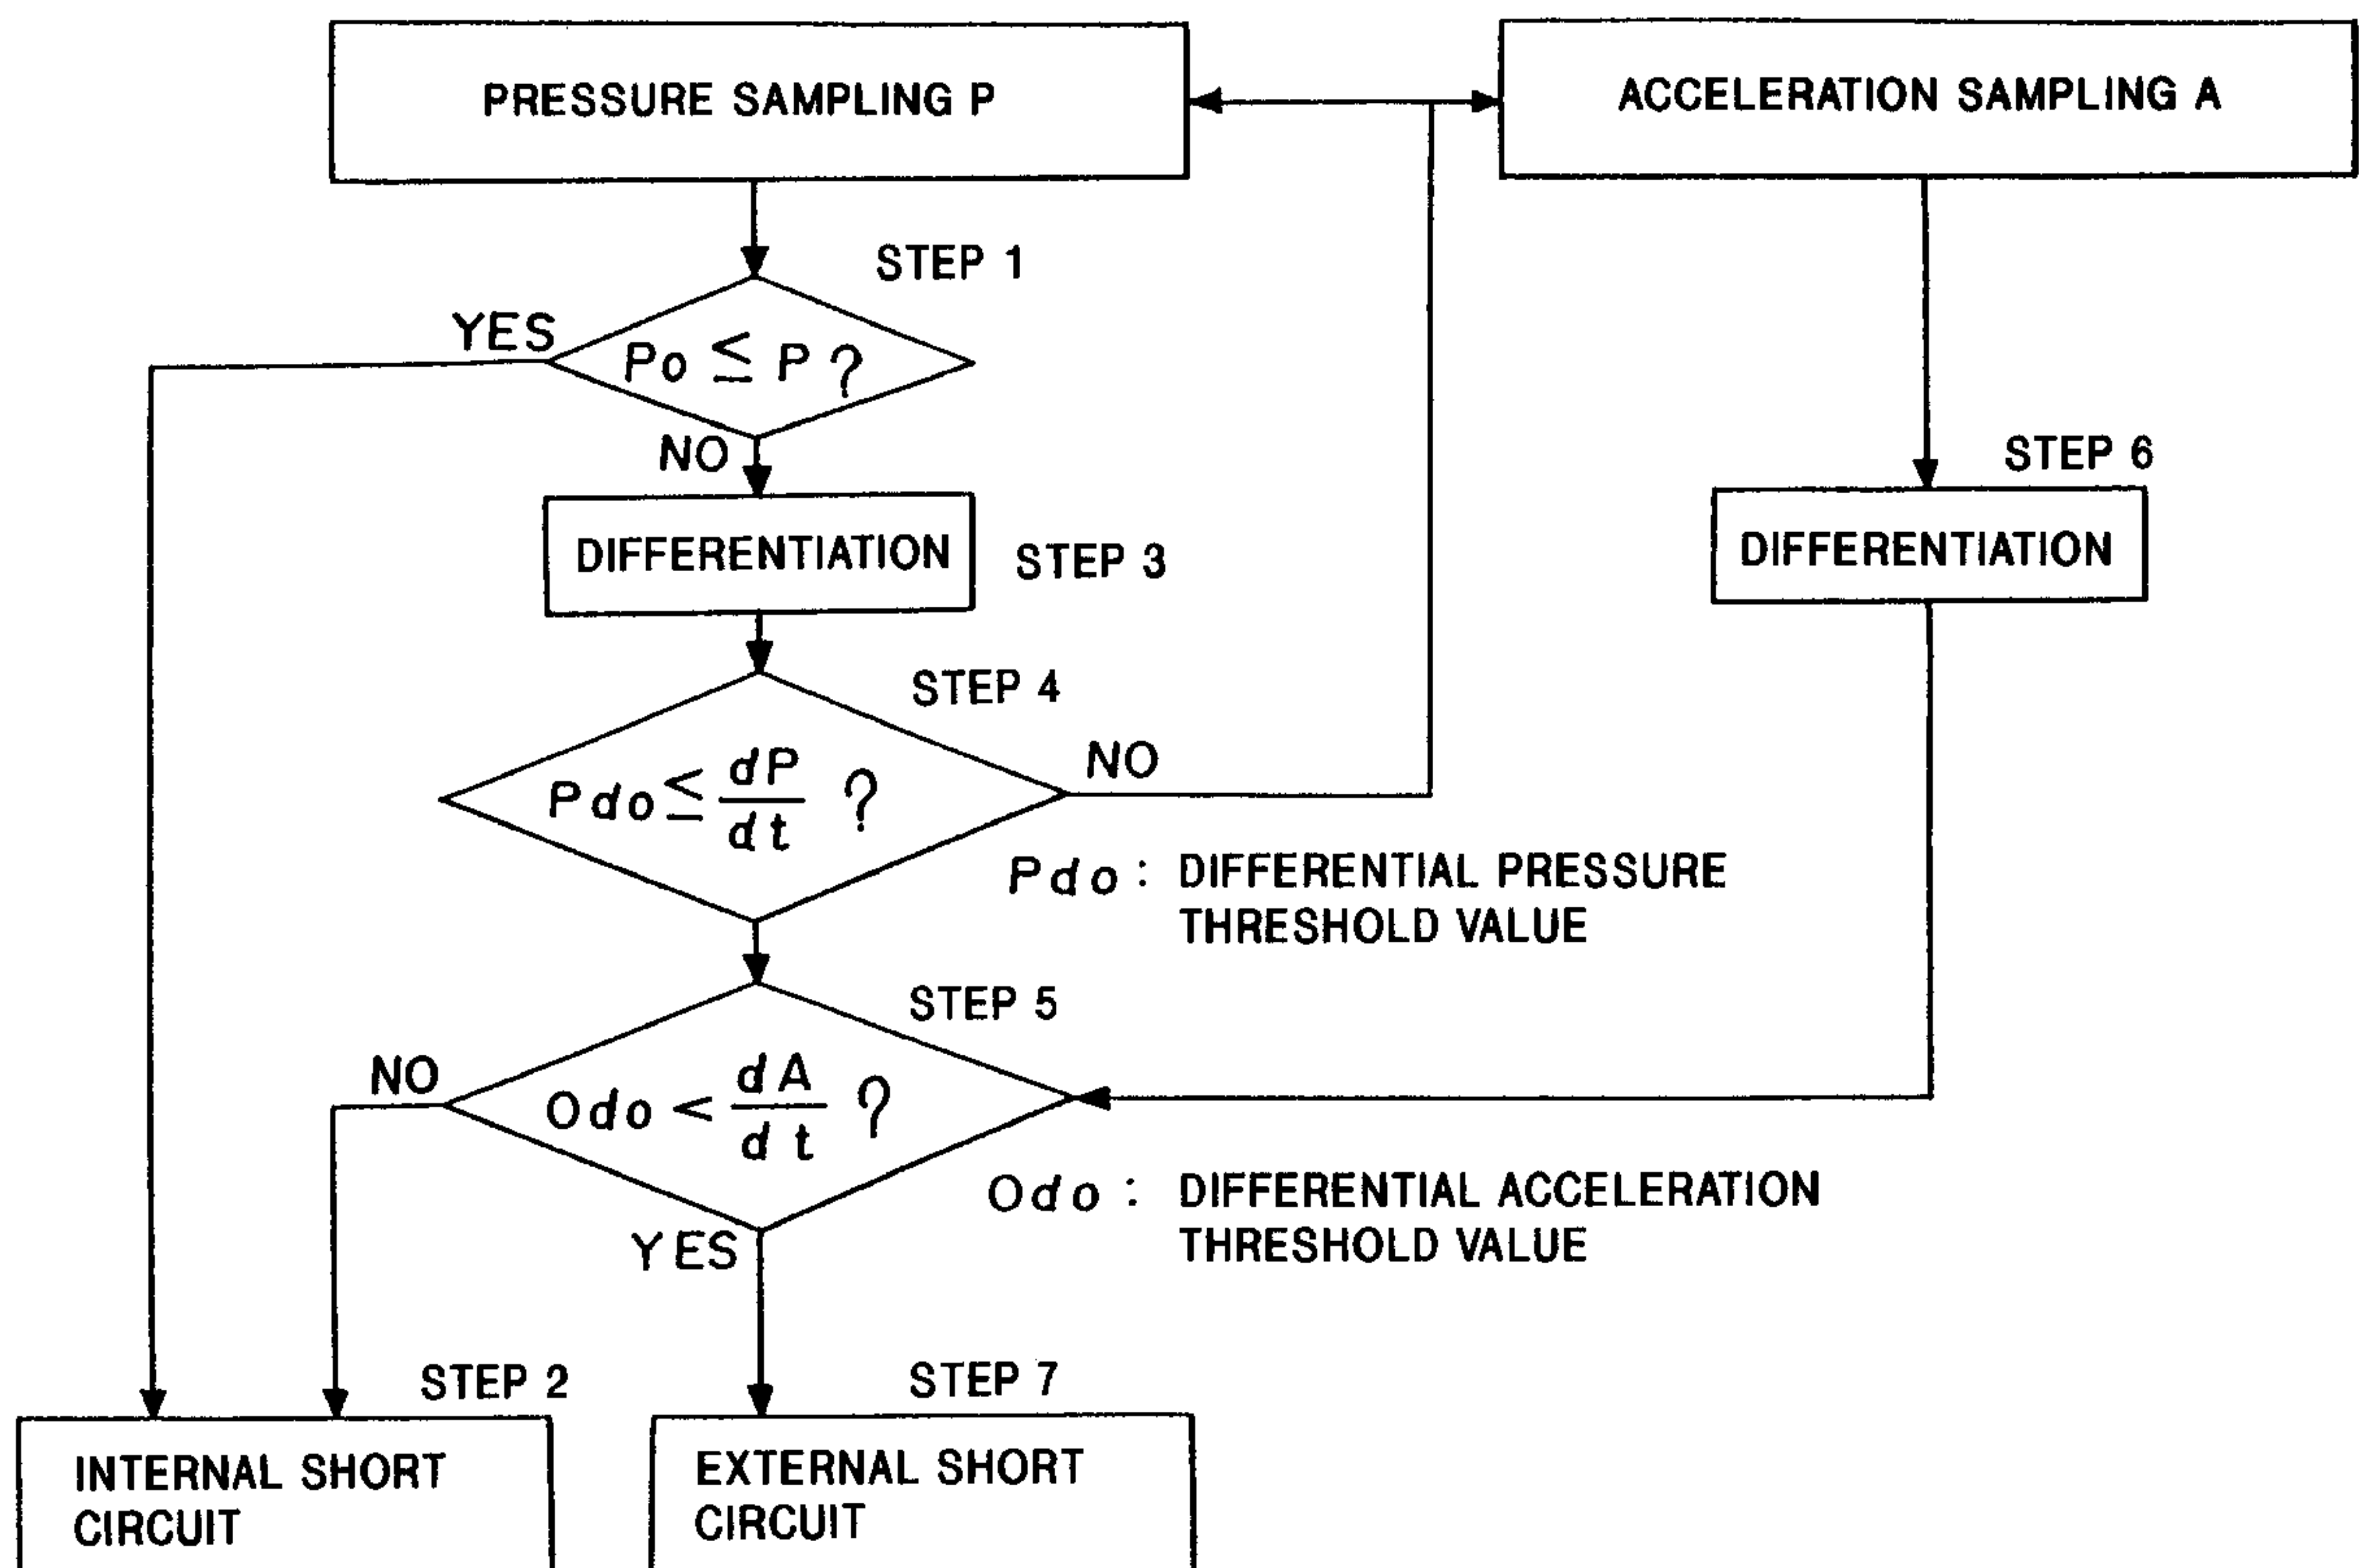 PRESSURE SAMPLING P
ACCELERATION SAMPLING A
STEP 1
YES
Po ≤ P ?
NO
STEP 6
DIFFERENTIATION
STEP 3
DIFFERENTIATION
STEP 4
Pdo ≤ dP/dt ?
NO
Pdo : DIFFERENTIAL PRESSURE
THRESHOLD VALUE
STEP 5
NO
Odo < dA/dt ?
Odo : DIFFERENTIAL ACCELERATION
THRESHOLD VALUE
YES
STEP 2
STEP 7
INTERNAL SHORT
CIRCUIT
EXTERNAL SHORT
CIRCUIT